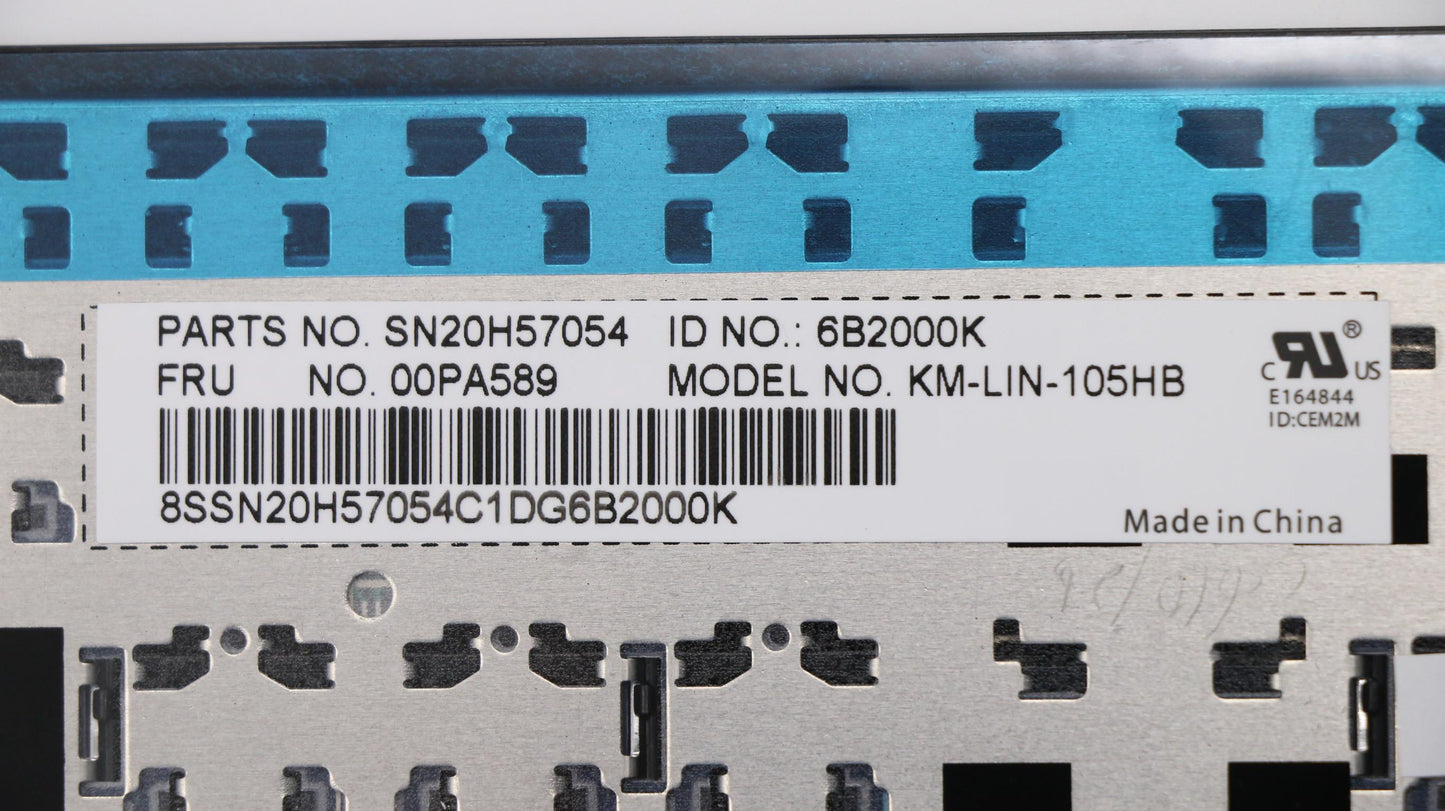 PARTS NO. SN20H57054 ID NO.: 6B2000K
FRU NO. 00PA589 MODEL NO. KM-LIN-105HB
8SSN20H57054C1DG6B2000K
®
C RU US
E164844
ID:CEM2M
Made in China